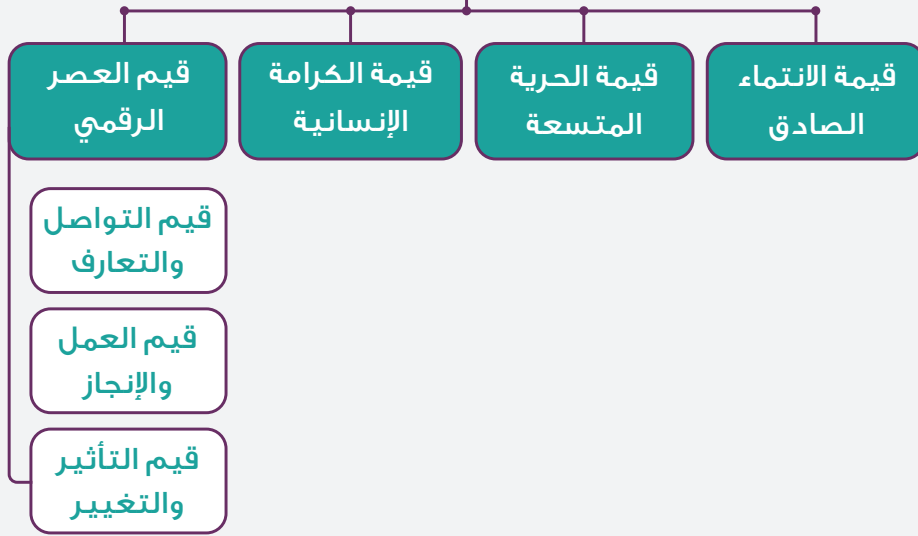 قيمة الانتماء
الصادق
قيمة الحرية
المتسعة
قيمة الكرامة
الإنسانية
قيم العصر
الرقمي
قيم التواصل
والتعارف
قيم العمل
والإنجاز
قيم التأثير
والتغيير